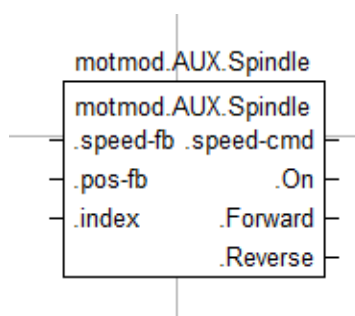 motmod.AUX.Spindle
motmod.AUX.Spindle
.speed-fb .speed-cmd
.pos-fb .On
.index .Forward
.Reverse